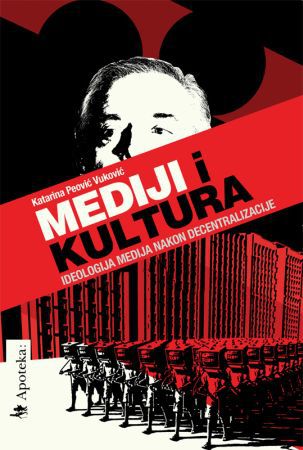 Katarina Peović Vuković
MEDIJI i
KULTURA
IDEOLOGIJA MEDIJA NAKON DECENTRALIZACIJE
Apoteka: